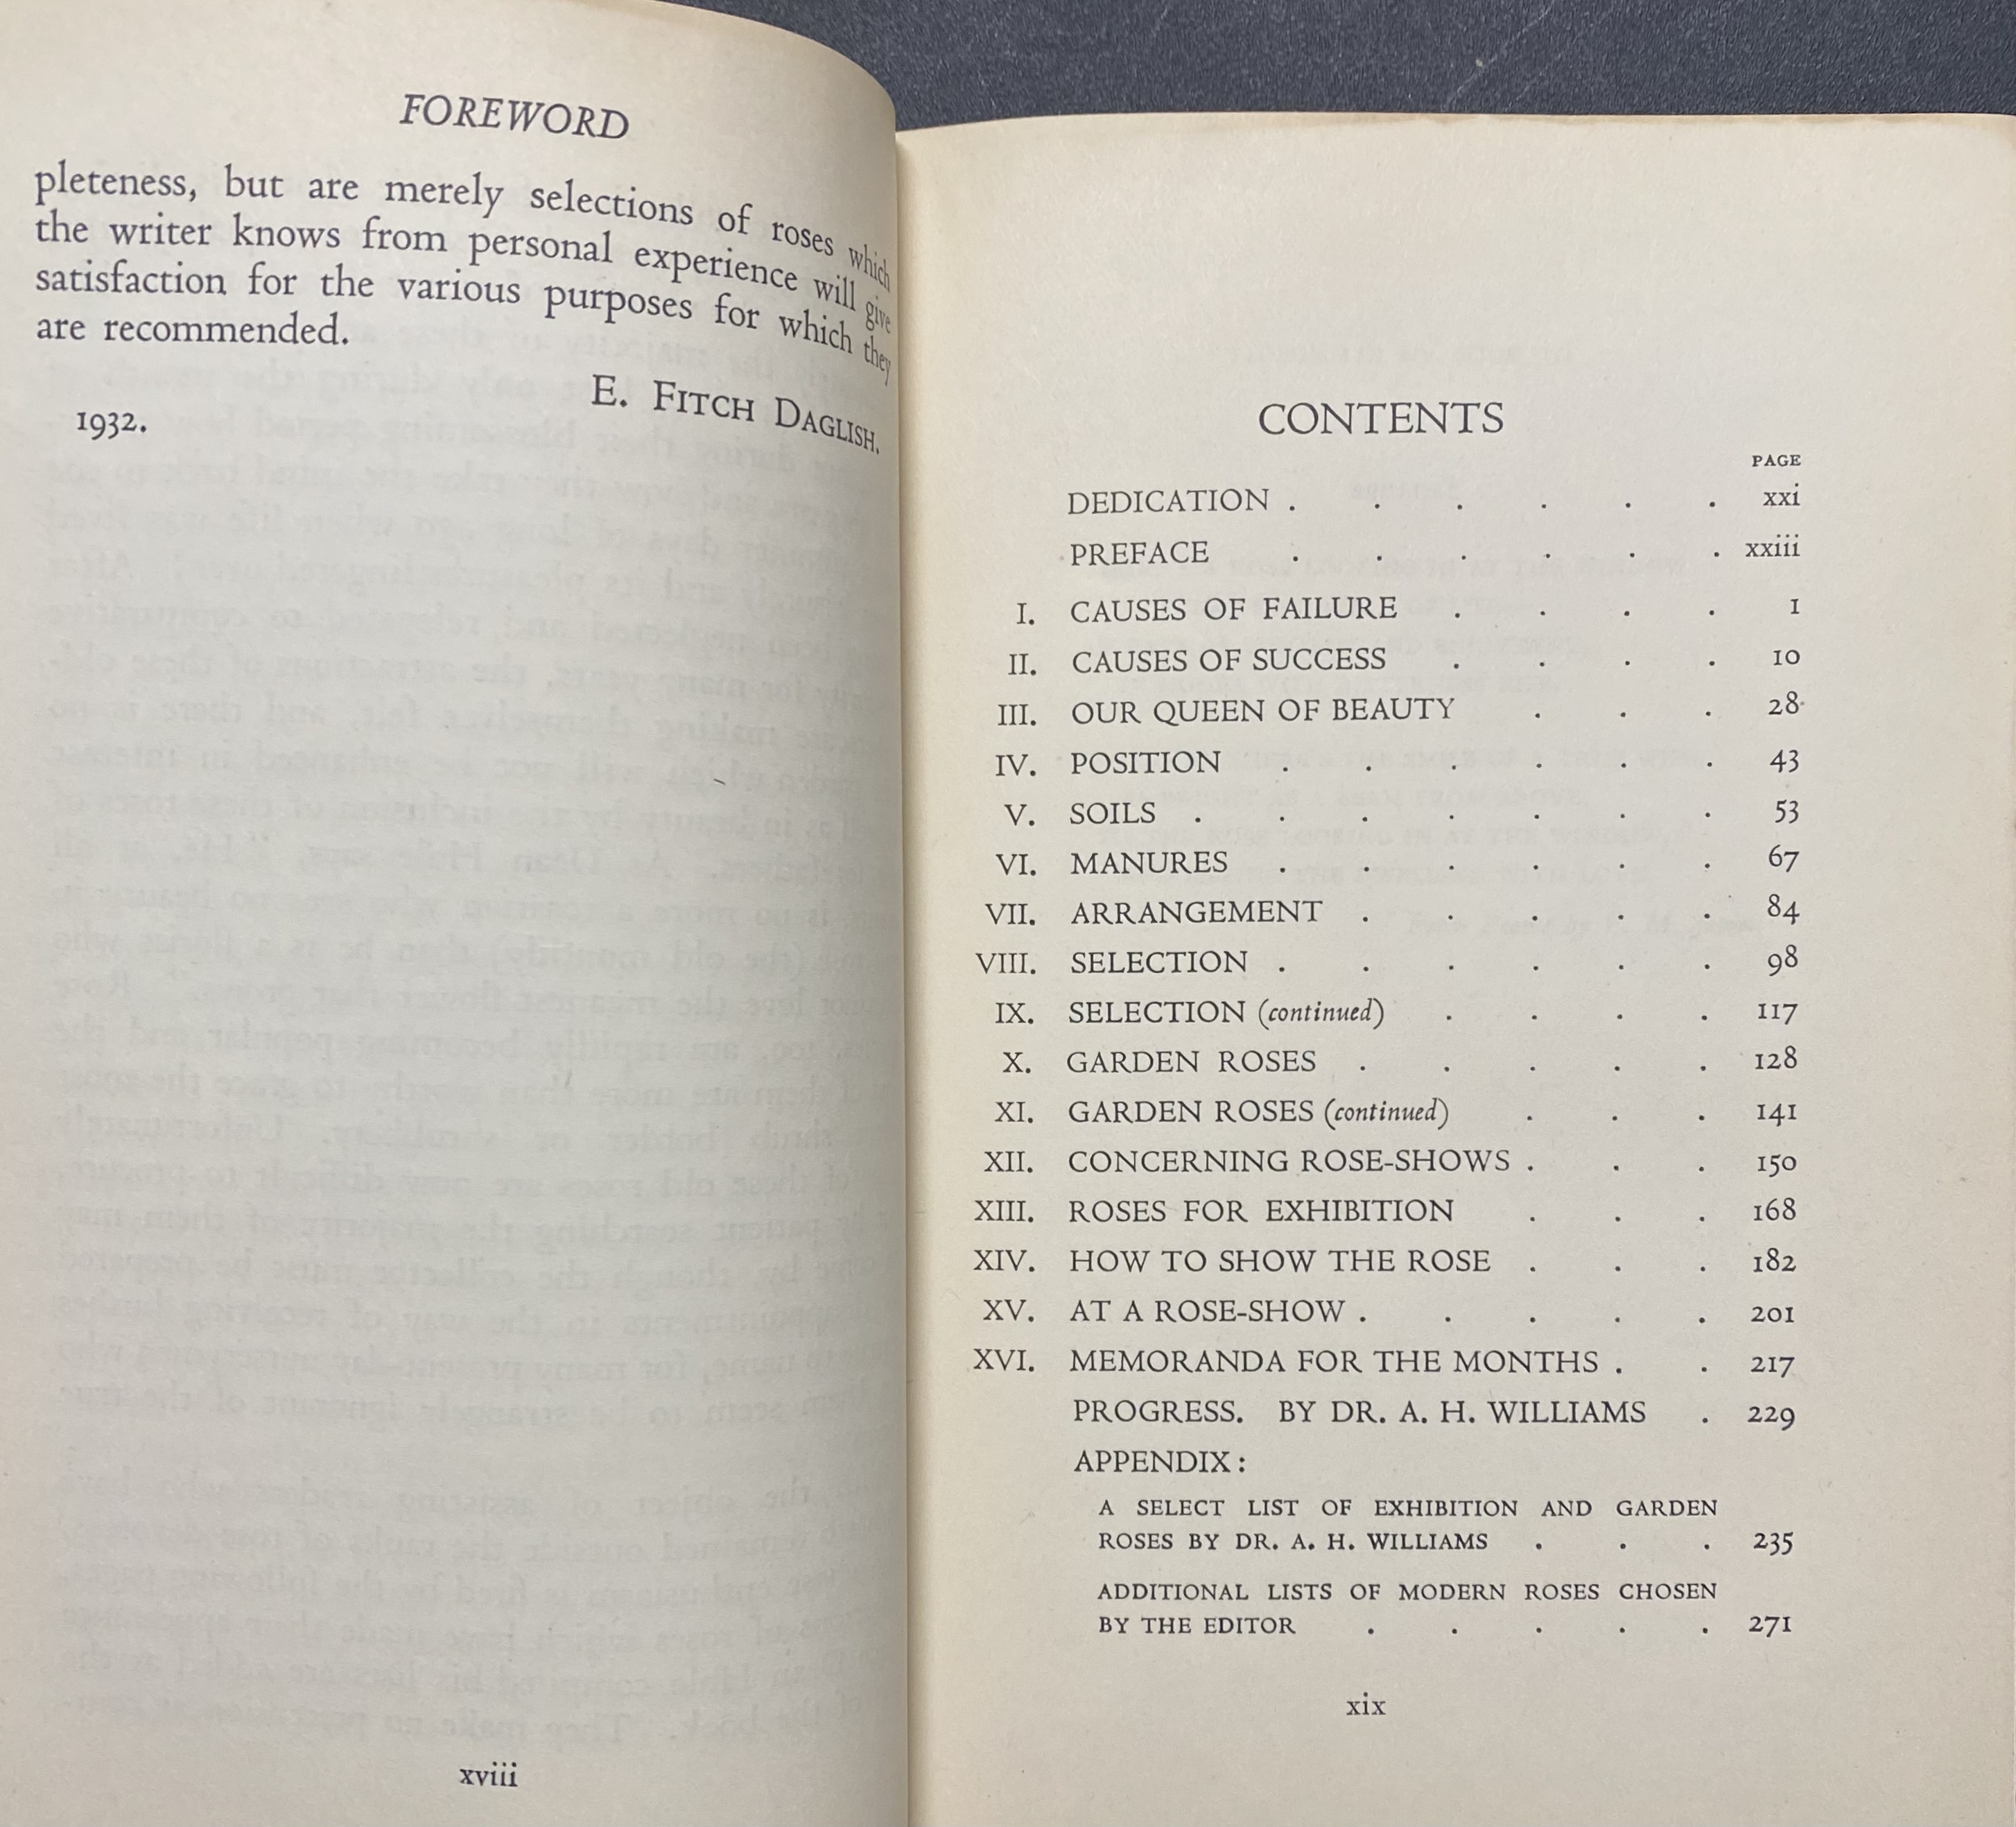 FOREWORD
pleteness, but are merely selections of roses which
the writer knows from personal experience will give
satisfaction for the various purposes for which they
are recommended.
E. FITCH DAGLISH.
1932.
xviii
CONTENTS
PAGE
DEDICATION . . . . . . xxi
PREFACE . . . . . . xxiii
I. CAUSES OF FAILURE . . . . 1
II. CAUSES OF SUCCESS . . . . 10
III. OUR QUEEN OF BEAUTY . . . 28
IV. POSITION . . . . . . 43
V. SOILS . . . . . . . 53
VI. MANURES . . . . . . 67
VII. ARRANGEMENT . . . . . 84
VIII. SELECTION . . . . . . 98
IX. SELECTION (continued) . . . . 117
X. GARDEN ROSES . . . . . 128
XI. GARDEN ROSES (continued) . . . 141
XII. CONCERNING ROSE-SHOWS . . . 150
XIII. ROSES FOR EXHIBITION . . . 168
XIV. HOW TO SHOW THE ROSE . . . 182
XV. AT A ROSE-SHOW . . . . . 201
XVI. MEMORANDA FOR THE MONTHS . . 217
PROGRESS. BY DR. A. H. WILLIAMS . 229
APPENDIX:
A SELECT LIST OF EXHIBITION AND GARDEN
ROSES BY DR. A. H. WILLIAMS . . . 235
ADDITIONAL LISTS OF MODERN ROSES CHOSEN
BY THE EDITOR . . . . . 271
xix